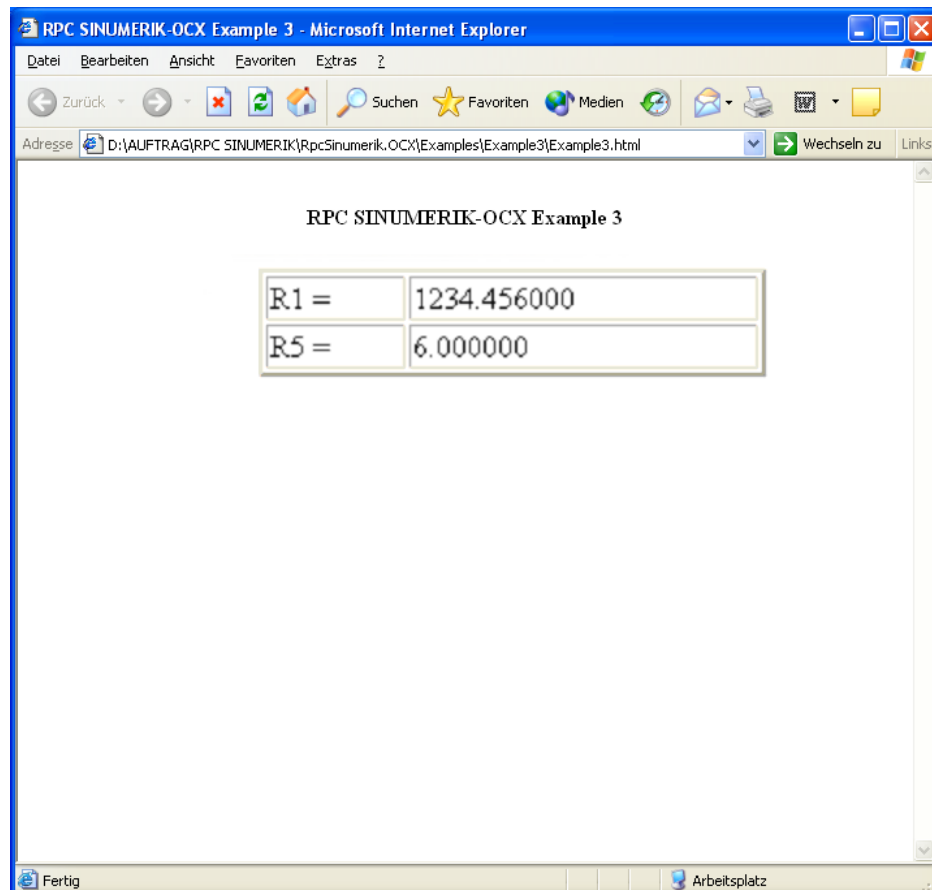 RPC SINUMERIK-OCX Example 3 - Microsoft Internet Explorer
Datei Bearbeiten Ansicht Favoriten Extras ?
Zurück Suchen Favoriten Medien
Adresse D:\AUFTRAG\RPC SINUMERIK\RpcSinumerik.OCX\Examples\Example3\Example3.html Wechseln zu Links
RPC SINUMERIK-OCX Example 3
R1 = 1234.456000
R5 = 6.000000
Fertig Arbeitsplatz